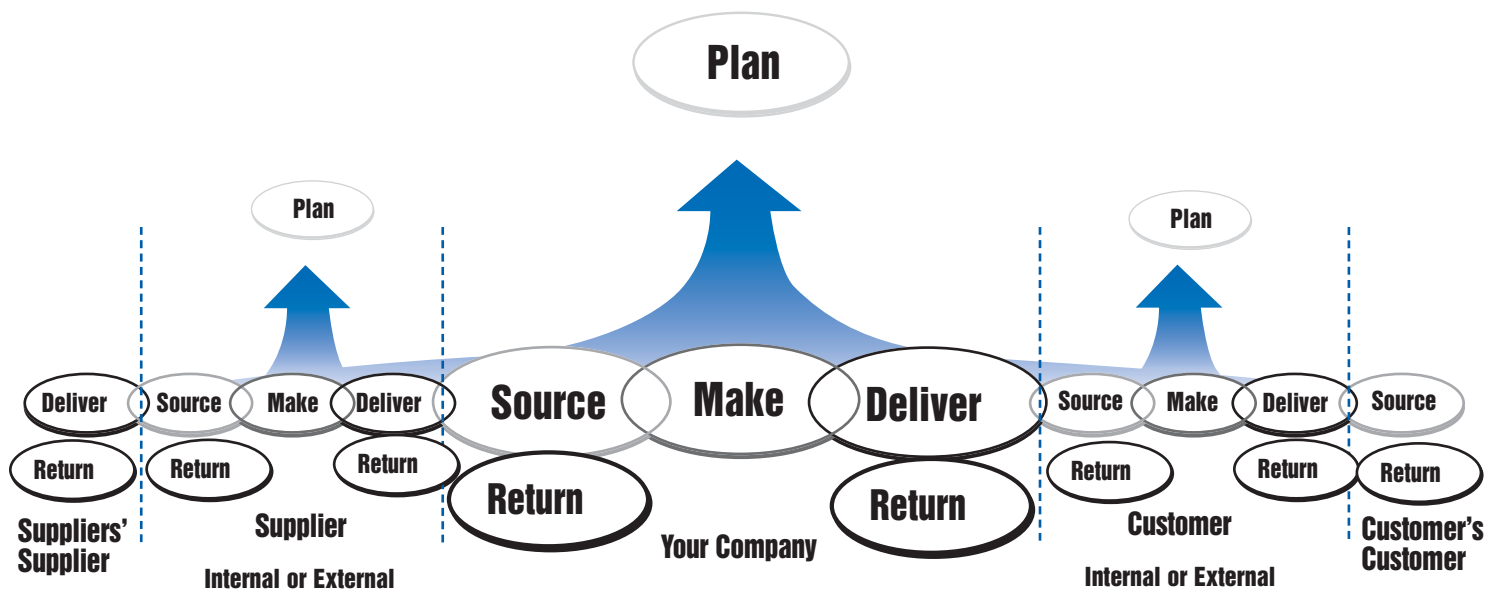 Plan
Plan
Plan
Deliver
Source
Make
Deliver
Source
Make
Deliver
Source
Make
Deliver
Source
Return
Return
Return
Return
Return
Return
Return
Return
Suppliers'
Supplier
Supplier
Internal or External
Your Company
Customer
Internal or External
Customer's
Customer